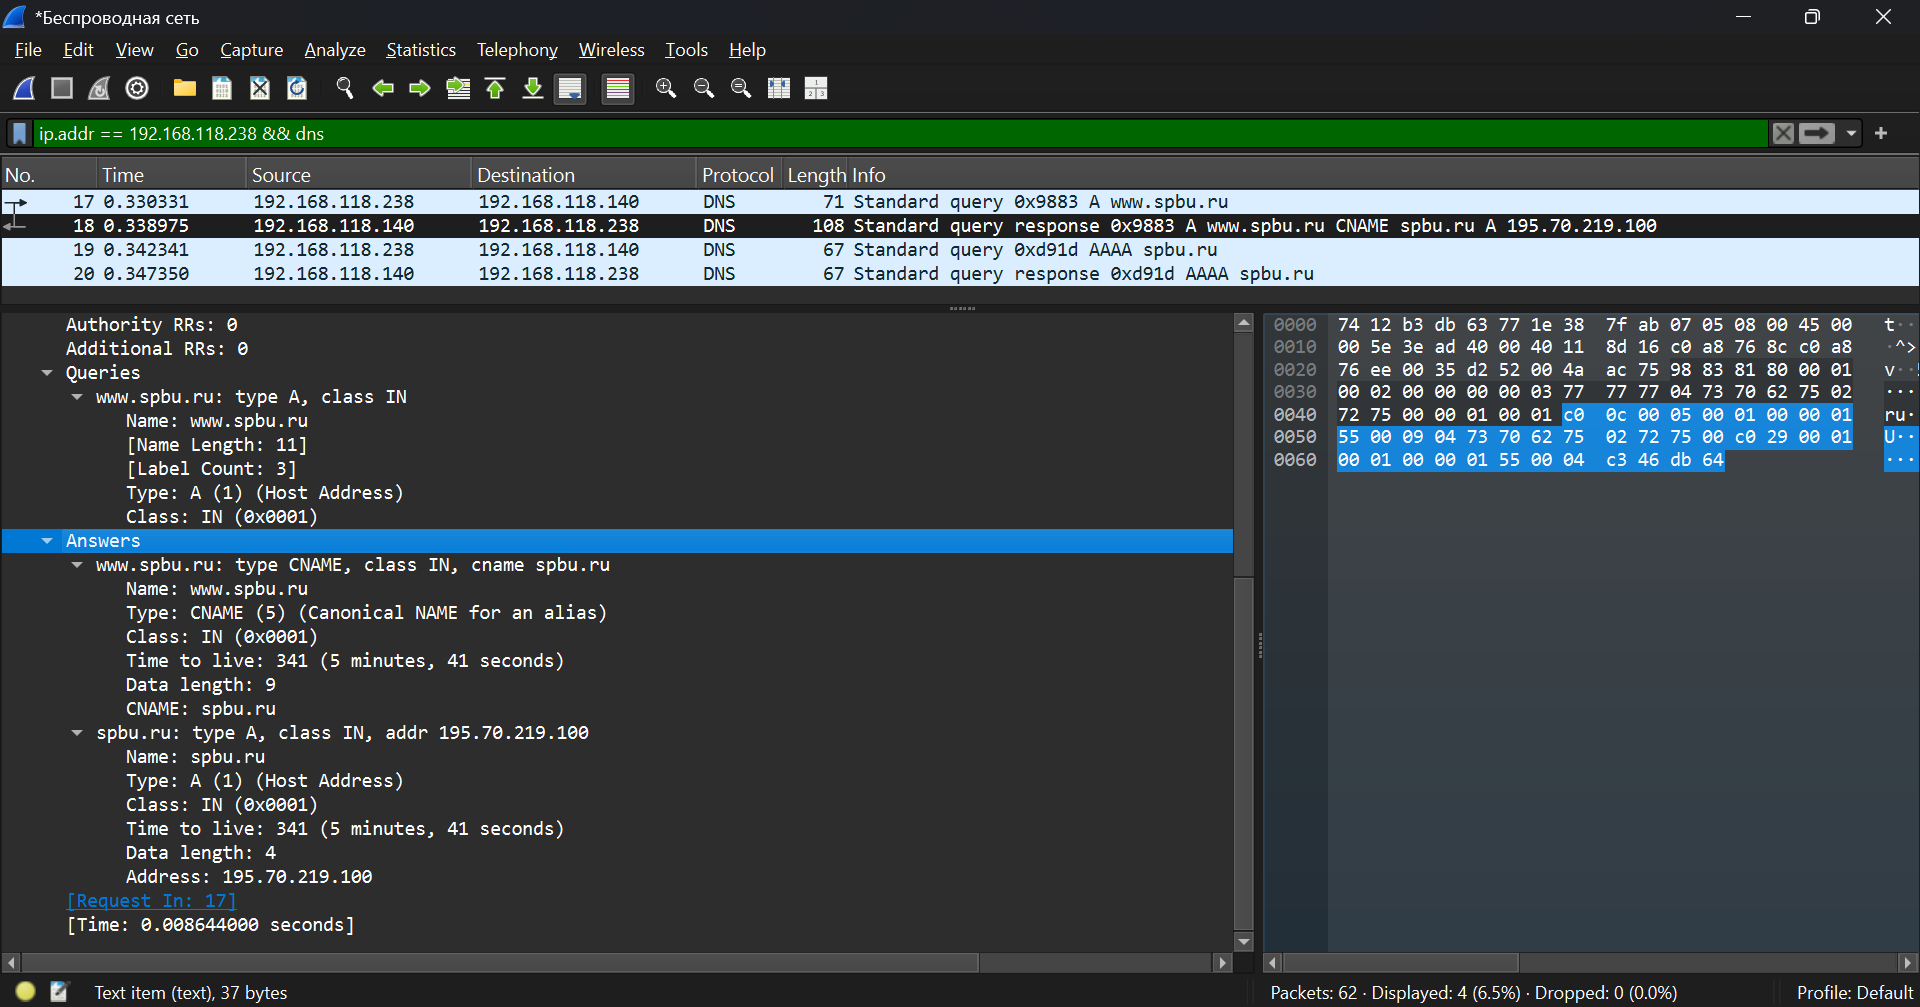 *Беспроводная сеть
File Edit View Go Capture Analyze Statistics Telephony Wireless Tools Help
ip.addr == 192.168.118.238 && dns
No. Time Source Destination Protocol Length Info
17 0.330331 192.168.118.238 192.168.118.140 DNS 71 Standard query 0x9883 A www.spbu.ru
18 0.338975 192.168.118.140 192.168.118.238 DNS 108 Standard query response 0x9883 A www.spbu.ru CNAME spbu.ru A 195.70.219.100
19 0.342341 192.168.118.238 192.168.118.140 DNS 67 Standard query 0xd91d AAAA spbu.ru
20 0.347350 192.168.118.140 192.168.118.238 DNS 67 Standard query response 0xd91d AAAA spbu.ru
Authority RRs: 0
Additional RRs: 0
Queries
www.spbu.ru: type A, class IN
Name: www.spbu.ru
[Name Length: 11]
[Label Count: 3]
Type: A (1) (Host Address)
Class: IN (0x0001)
Answers
www.spbu.ru: type CNAME, class IN, cname spbu.ru
Name: www.spbu.ru
Type: CNAME (5) (Canonical NAME for an alias)
Class: IN (0x0001)
Time to live: 341 (5 minutes, 41 seconds)
Data length: 9
CNAME: spbu.ru
spbu.ru: type A, class IN, addr 195.70.219.100
Name: spbu.ru
Type: A (1) (Host Address)
Class: IN (0x0001)
Time to live: 341 (5 minutes, 41 seconds)
Data length: 4
Address: 195.70.219.100
[Request In: 17]
[Time: 0.008644000 seconds]
0000 74 12 b3 db 63 77 1e 38 7f ab 07 05 08 00 45 00 t··
0010 00 5e 3e ad 40 00 40 11 8d 16 c0 a8 76 8c c0 a8 ·^>
0020 76 ee 00 35 d2 52 00 4a ac 75 98 83 81 80 00 01 v··
0030 00 02 00 00 00 00 03 77 77 77 04 73 70 62 75 02 ···
0040 72 75 00 00 01 00 01 c0 0c 00 05 00 01 00 00 01 ru·
0050 55 00 09 04 73 70 62 75 02 72 75 00 c0 29 00 01 U··
0060 00 01 00 00 01 55 00 04 c3 46 db 64 ···
Text item (text), 37 bytes
Packets: 62 · Displayed: 4 (6.5%) · Dropped: 0 (0.0%)
Profile: Default